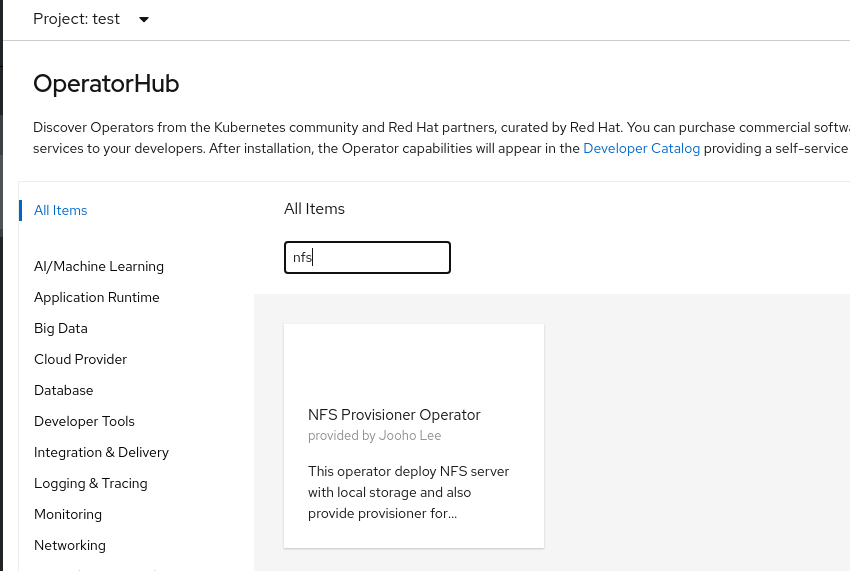 Project: test
OperatorHub
Discover Operators from the Kubernetes community and Red Hat partners, curated by Red Hat. You can purchase commercial softw
services to your developers. After installation, the Operator capabilities will appear in the Developer Catalog providing a self-service
All Items
AI/Machine Learning
Application Runtime
Big Data
Cloud Provider
Database
Developer Tools
Integration & Delivery
Logging & Tracing
Monitoring
Networking
All Items
nfs
NFS Provisioner Operator
provided by Jooho Lee
This operator deploy NFS server
with local storage and also
provide provisioner for...